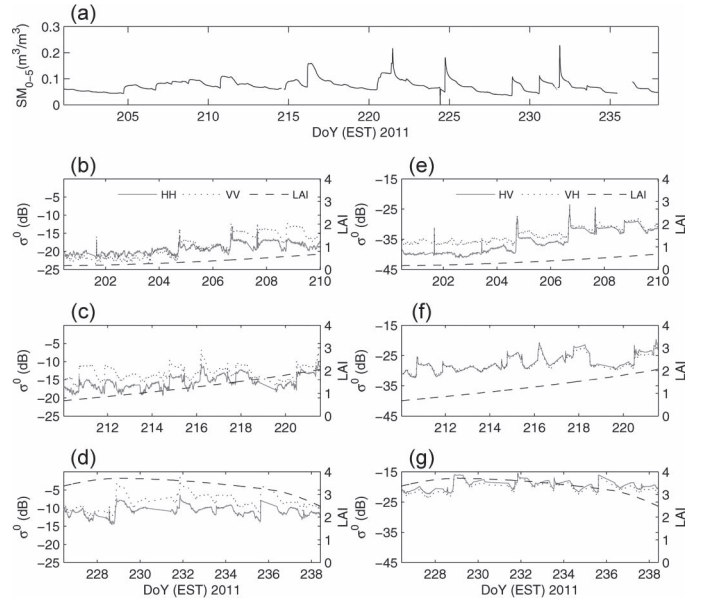 (a)
0.3
0.2
0.1
0
SM0−5(m³/m³)
205 210 215 220 225 230 235
DoY (EST) 2011
(b)
HH VV LAI
0
−5
−10
−15
−20
−25
σ⁰ (dB)
4
3
2
1
0
LAI
202 204 206 208 210
(e)
HV VH LAI
−15
−25
−35
−45
σ⁰ (dB)
4
3
2
1
0
LAI
202 204 206 208 210
(c)
0
−5
−10
−15
−20
−25
σ⁰ (dB)
4
3
2
1
0
LAI
212 214 216 218 220
(f)
−15
−25
−35
−45
4
3
2
1
0
LAI
212 214 216 218 220
(d)
0
−5
−10
−15
−20
−25
σ⁰ (dB)
4
3
2
1
0
LAI
228 230 232 234 236 238
DoY (EST) 2011
(g)
−15
−25
−35
−45
σ⁰ (dB)
4
3
2
1
0
LAI
228 230 232 234 236 238
DoY (EST) 2011